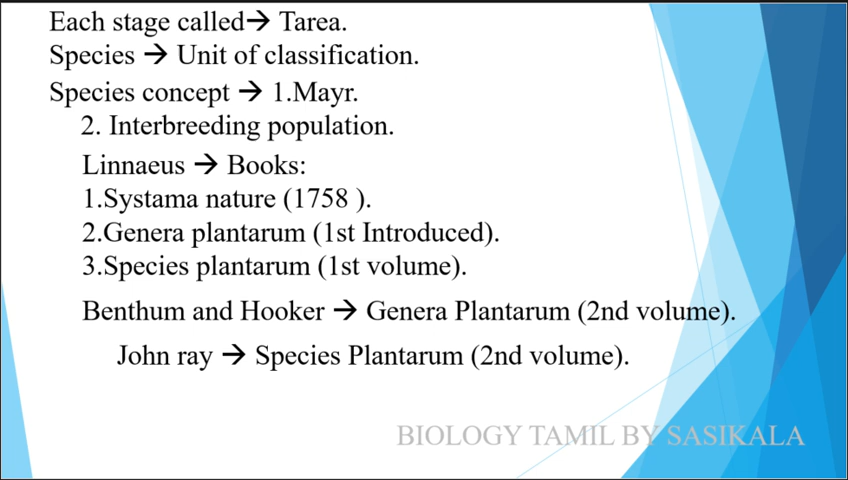 Each stage called→ Tarea.
Species → Unit of classification.
Species concept → 1.Mayr.
2. Interbreeding population.
Linnaeus → Books:
1.Systama nature (1758 ).
2.Genera plantarum (1st Introduced).
3.Species plantarum (1st volume).
Benthum and Hooker → Genera Plantarum (2nd volume).
John ray → Species Plantarum (2nd volume).
BIOLOGY TAMIL BY SASIKALA